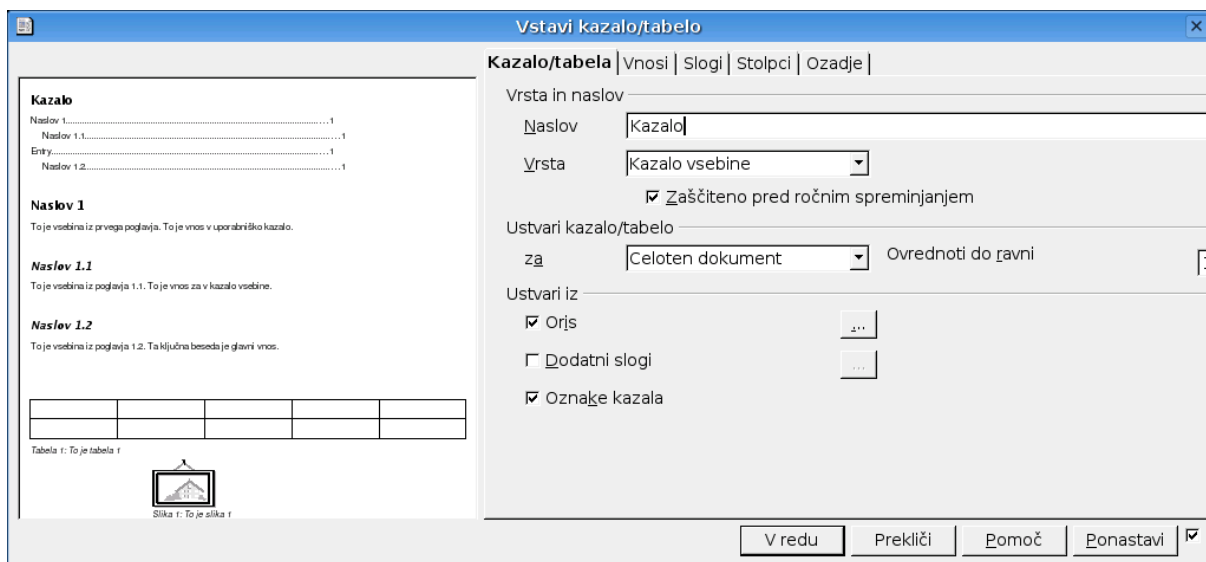 Vstavi kazalo/tabelo
Kazalo/tabela Vnosi Slogi Stolpci Ozadje
Kazalo
Naslov 1......1
Naslov 1.1......1
Entry......1
Naslov 1.2......1
Naslov 1
To je vsebina iz prvega poglavja. To je vnos v uporabniško kazalo.
Naslov 1.1
To je vsebina iz poglavja 1.1. To je vnos za v kazalo vsebine.
Naslov 1.2
To je vsebina iz poglavja 1.2. Ta ključna beseda je glavni vnos.
Tabela 1: To je tabela 1
Slika 1: To je slika 1
Vrsta in naslov
Naslov Kazalo
Vrsta Kazalo vsebine
Zaščiteno pred ročnim spreminjanjem
Ustvari kazalo/tabelo
za Celoten dokument Ovrednoti do ravni
Ustvari iz
Oris ...
Dodatni slogi ...
Oznake kazala
V redu Prekliči Pomoč Ponastavi